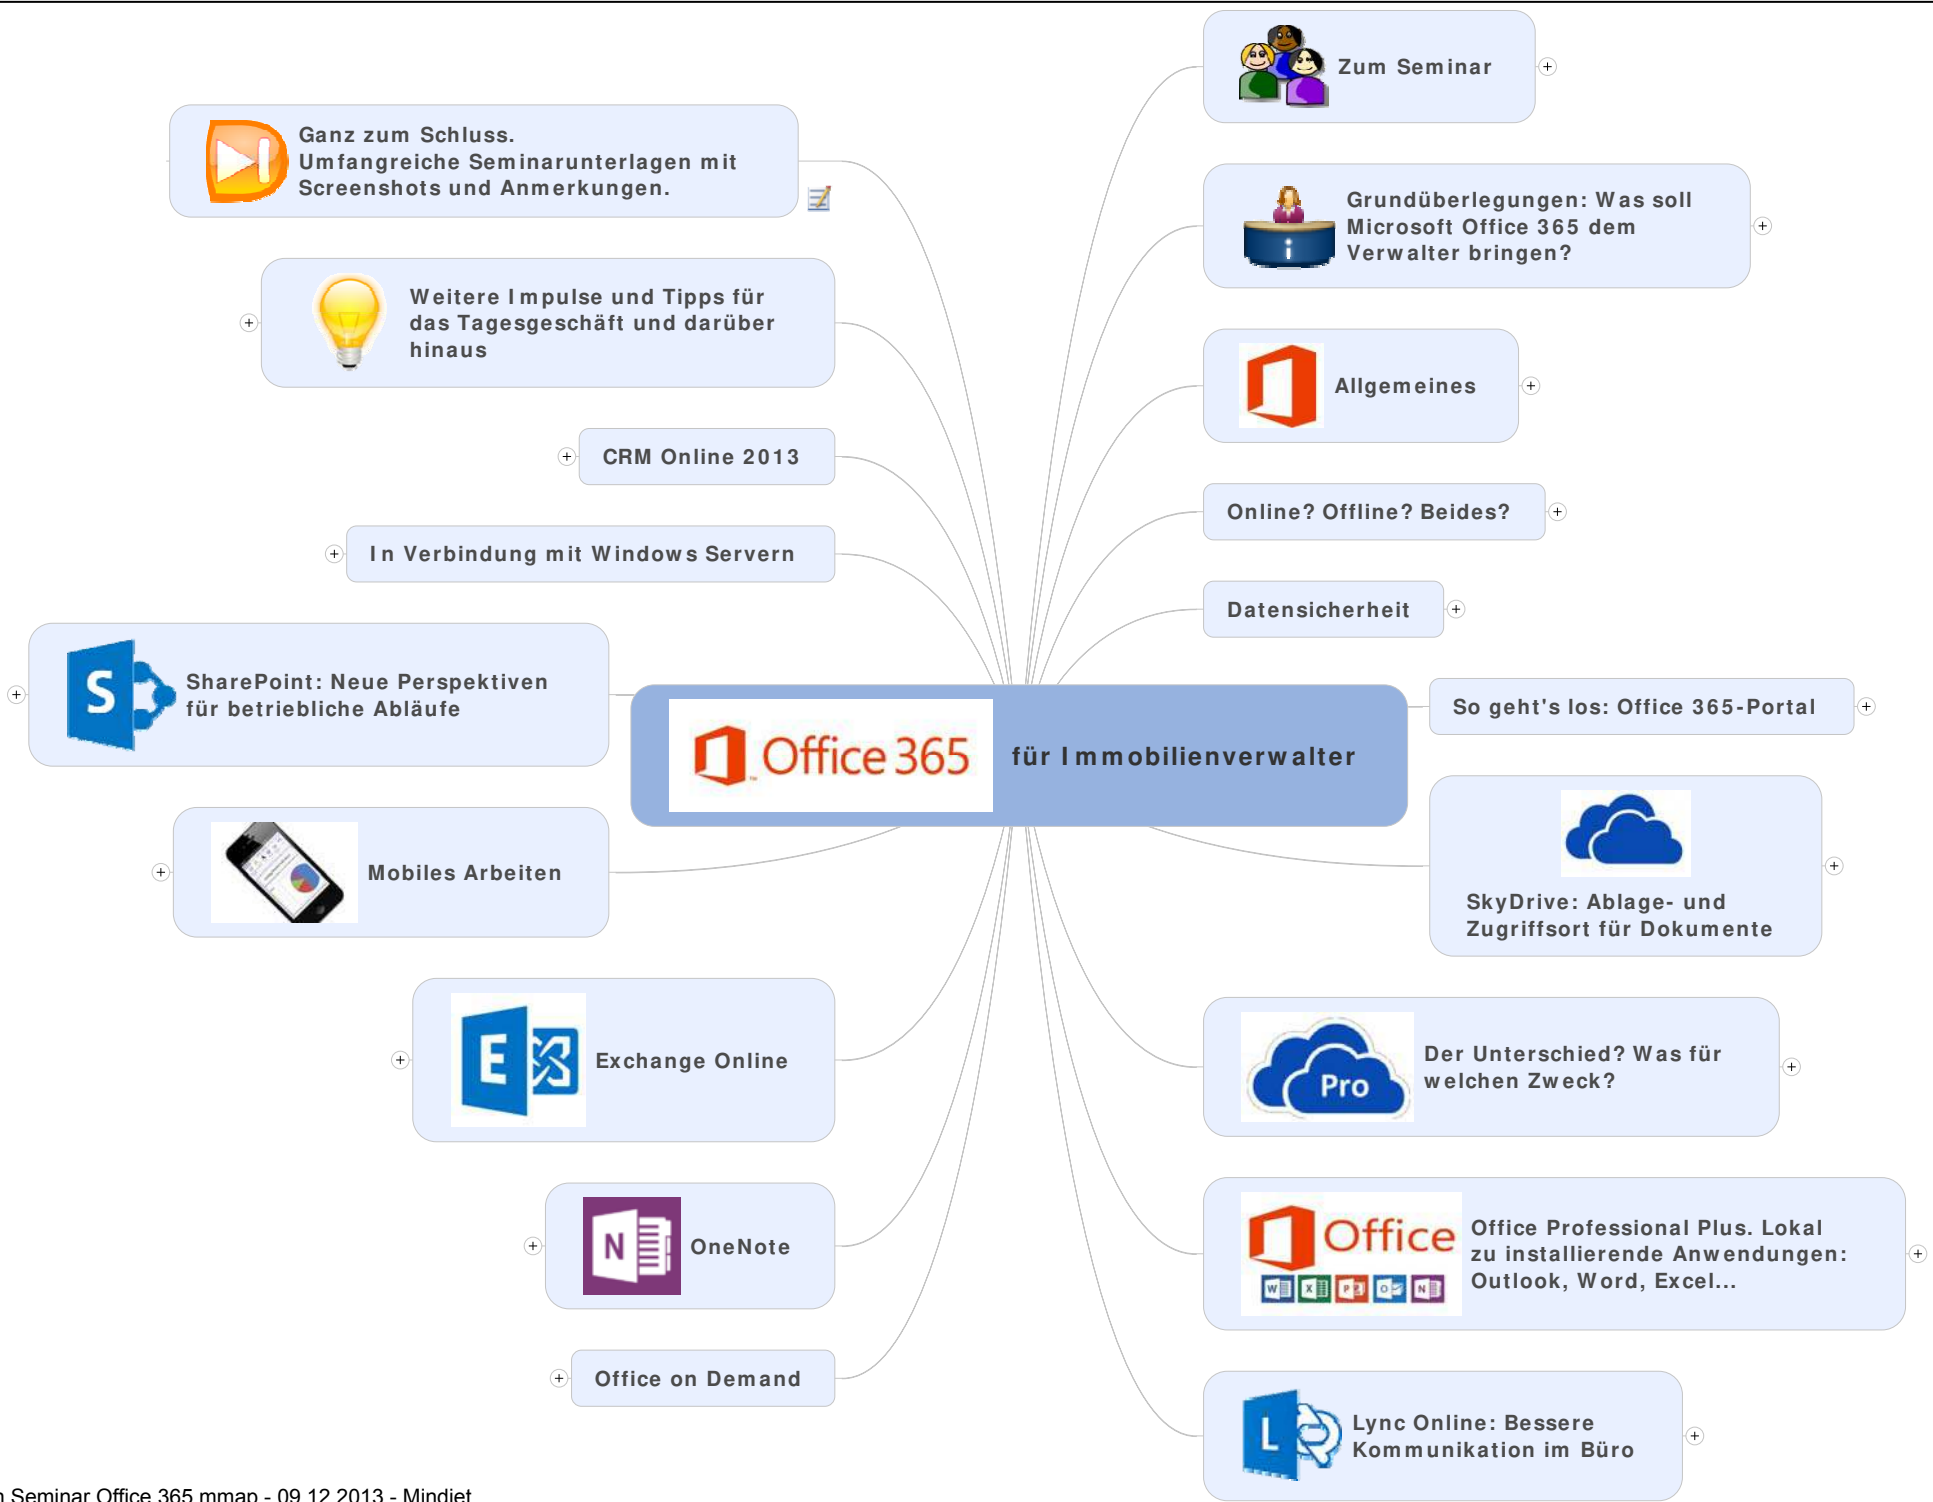 Zum Seminar
Grundüberlegungen: Was soll
Microsoft Office 365 dem
Verwalter bringen?
i
Allgemeines
Online? Offline? Beides?
Datensicherheit
So geht's los: Office 365-Portal
SkyDrive: Ablage- und
Zugriffsort für Dokumente
Pro
Der Unterschied? Was für
welchen Zweck?
Office
Office Professional Plus. Lokal
zu installierende Anwendungen:
Outlook, Word, Excel...
L
Lync Online: Bessere
Kommunikation im Büro
Office 365
für Immobilienverwalter
Ganz zum Schluss.
Umfangreiche Seminarunterlagen mit
Screenshots und Anmerkungen.
Weitere Impulse und Tipps für
das Tagesgeschäft und darüber
hinaus
CRM Online 2013
In Verbindung mit Windows Servern
S
SharePoint: Neue Perspektiven
für betriebliche Abläufe
Mobiles Arbeiten
E
Exchange Online
N
OneNote
Office on Demand
Seminar Office 365.mmap - 09.12.2013 - Mindjet